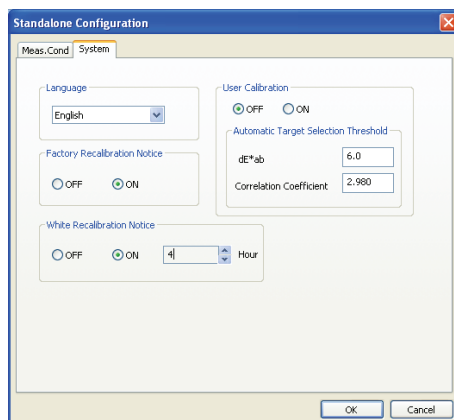 Standalone Configuration
Meas.Cond System
Language
English
Factory Recalibration Notice
OFF ON
White Recalibration Notice
OFF ON 4 Hour
User Calibration
OFF ON
Automatic Target Selection Threshold
dE*ab 6.0
Correlation Coefficient 2.980
OK Cancel